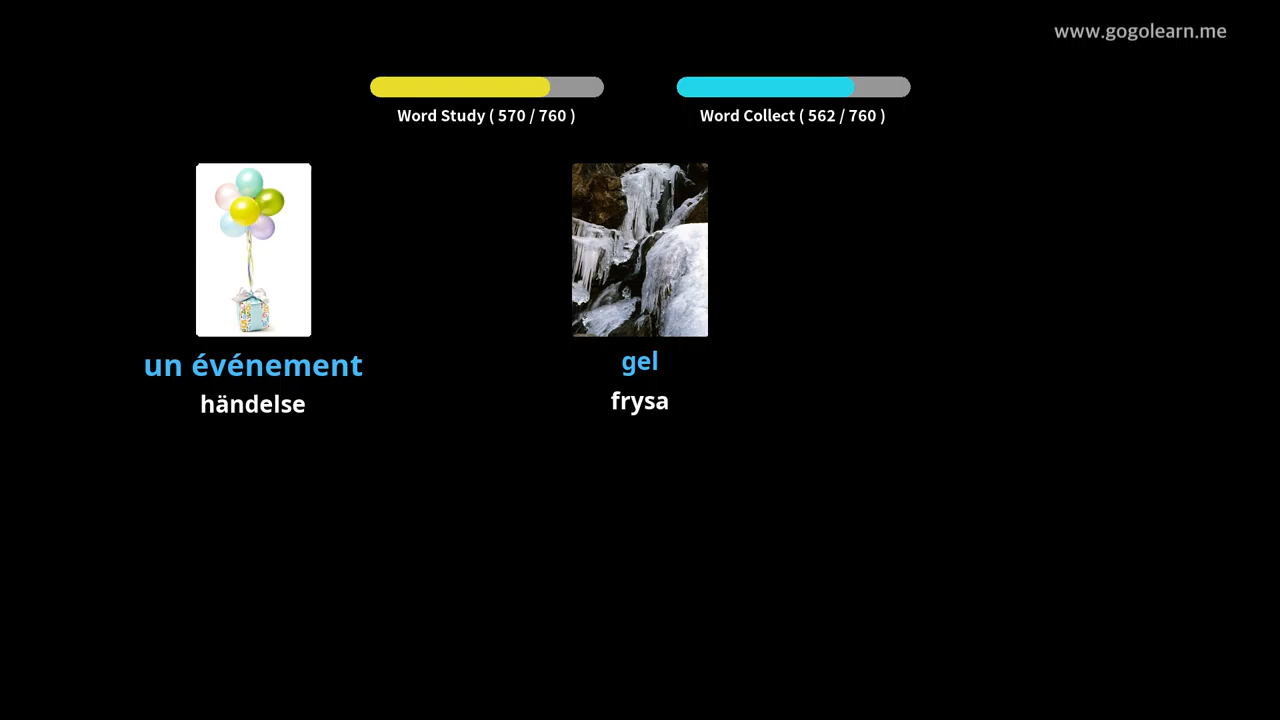 www.gogolearn.me
Word Study ( 570 / 760 )
Word Collect ( 562 / 760 )
un événement
händelse
gel
frysa